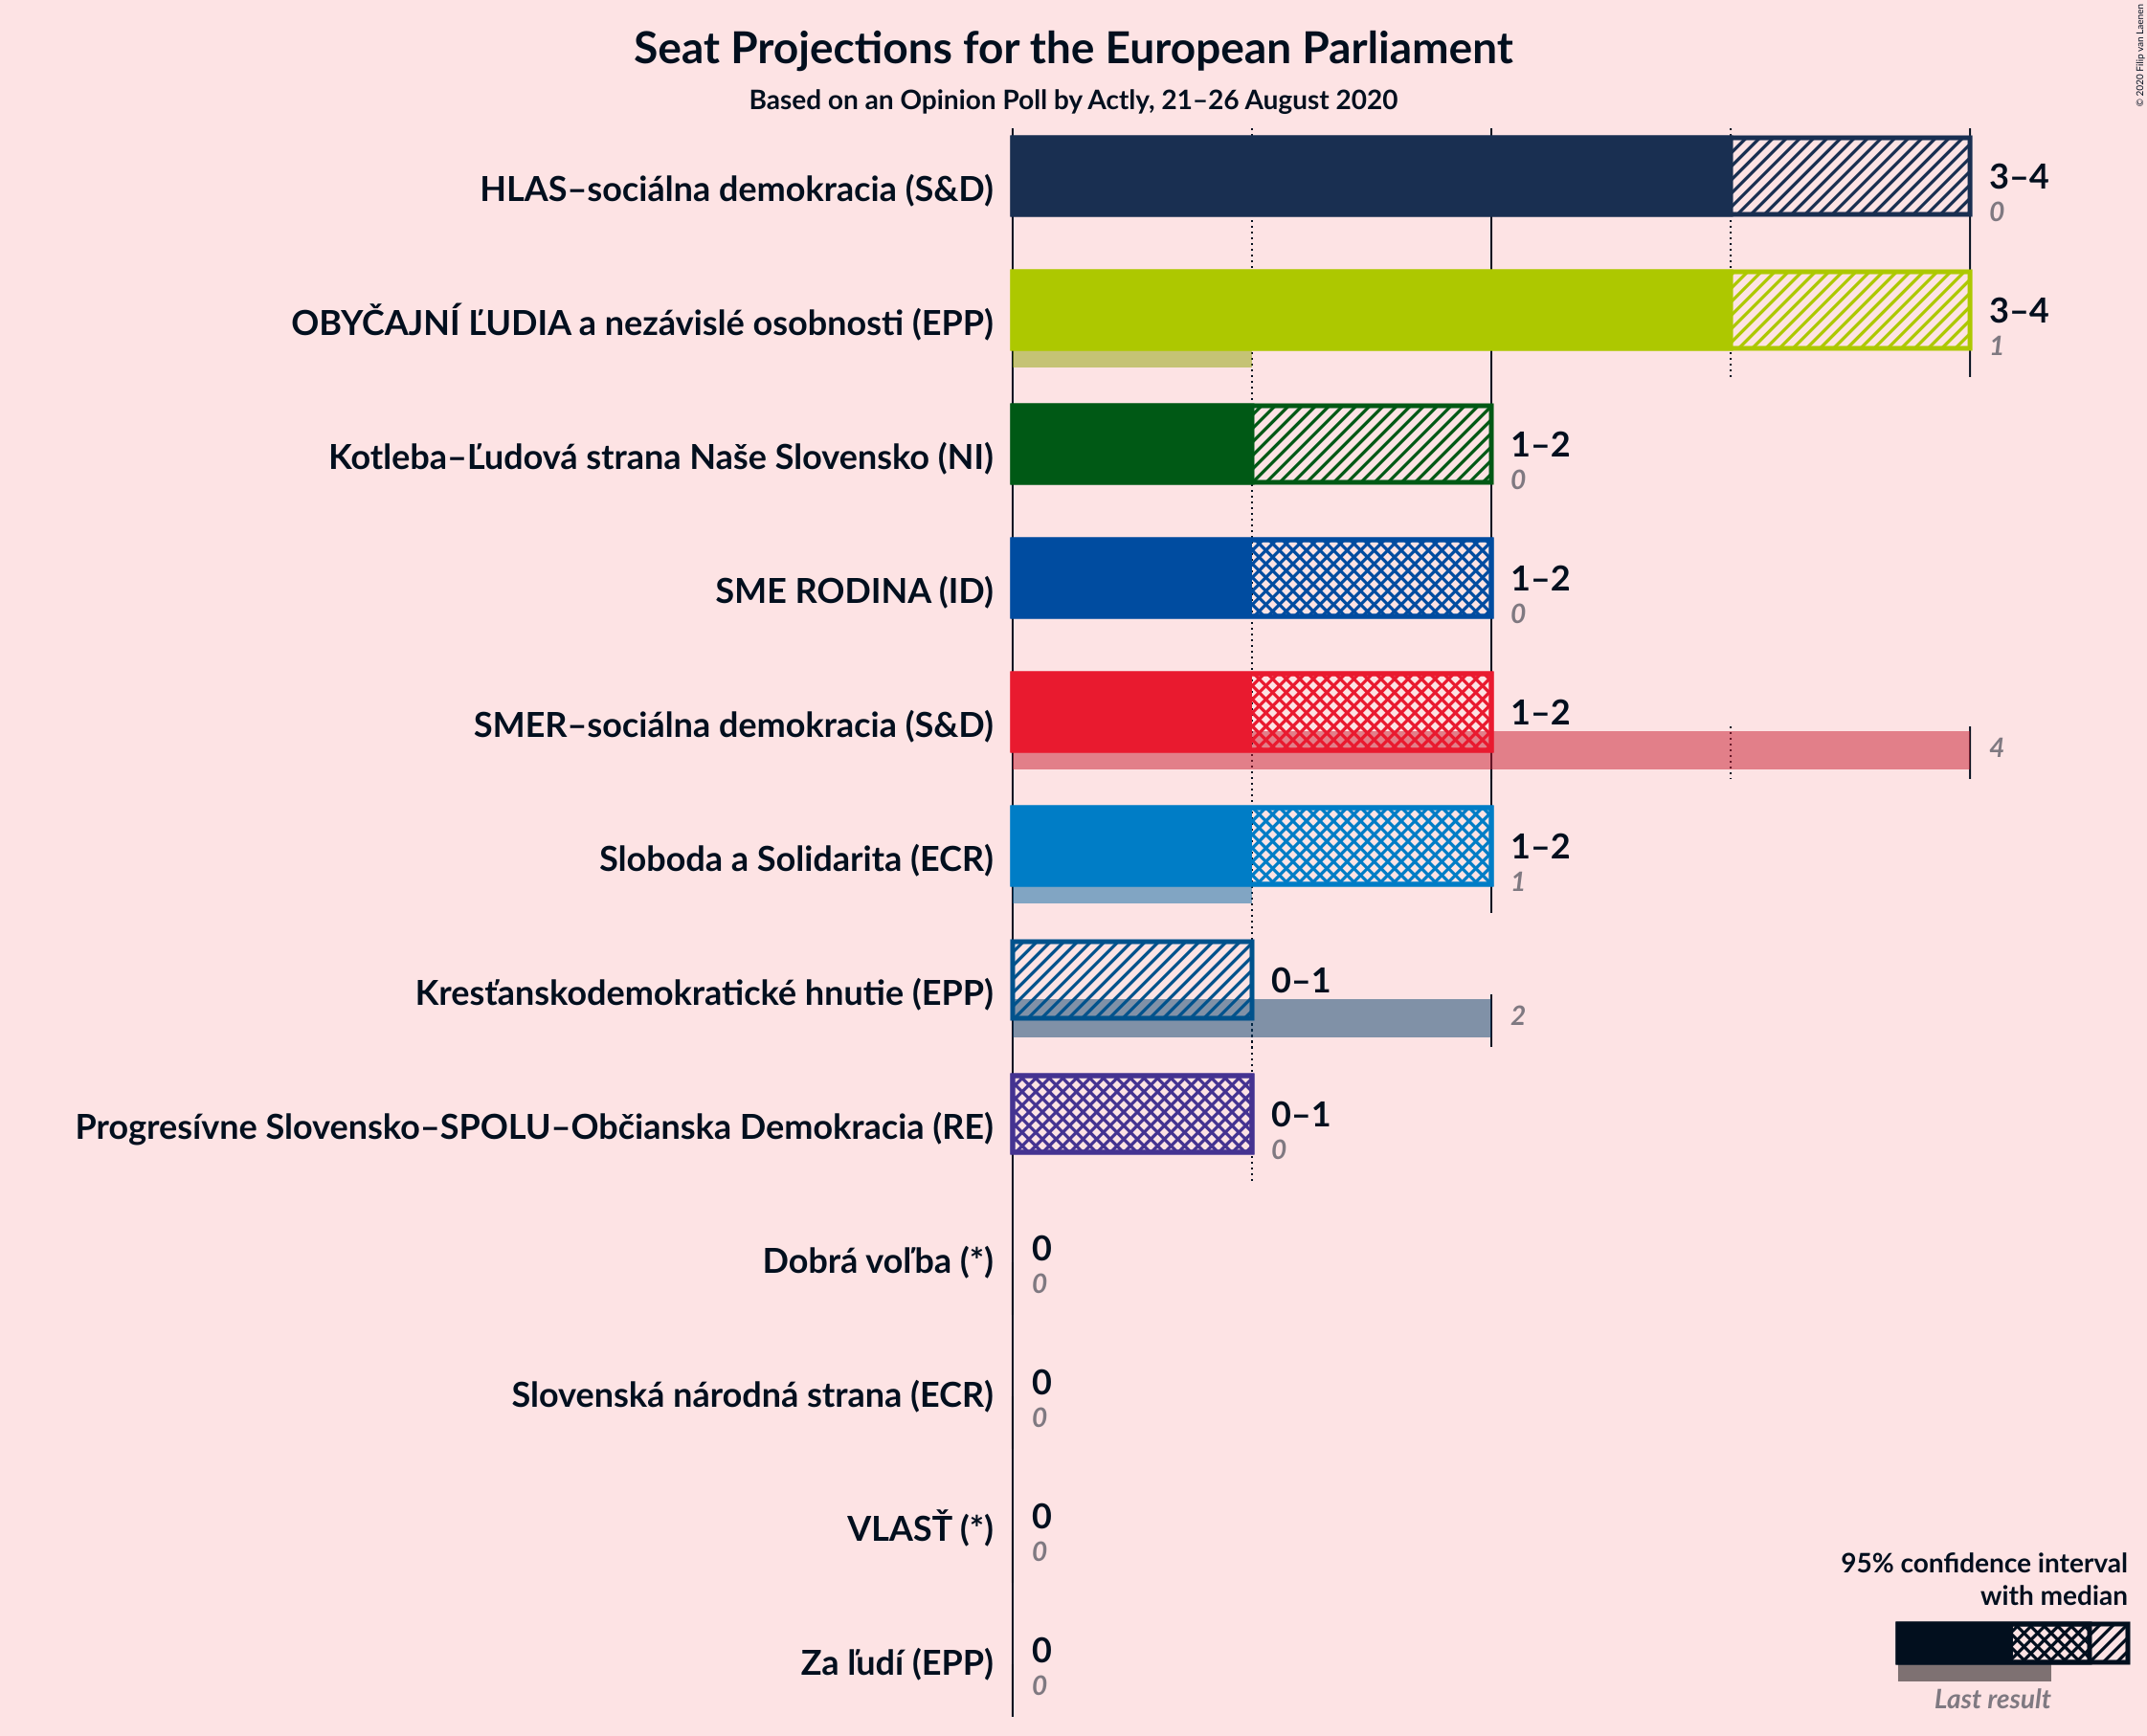 Seat Projections for the European Parliament
Based on an Opinion Poll by Actly, 21–26 August 2020
© 2020 Filip van Laenen
HLAS–sociálna demokracia (S&D)
3–4
0
OBYČAJNÍ ĽUDIA a nezávislé osobnosti (EPP)
3–4
1
Kotleba–Ľudová strana Naše Slovensko (NI)
1–2
0
SME RODINA (ID)
1–2
0
SMER–sociálna demokracia (S&D)
1–2
4
Sloboda a Solidarita (ECR)
1–2
1
Kresťanskodemokratické hnutie (EPP)
0–1
2
Progresívne Slovensko–SPOLU–Občianska Demokracia (RE)
0–1
0
Dobrá voľba (*)
0
0
Slovenská národná strana (ECR)
0
0
VLASŤ (*)
0
0
Za ľudí (EPP)
0
0
95% confidence interval
with median
Last result